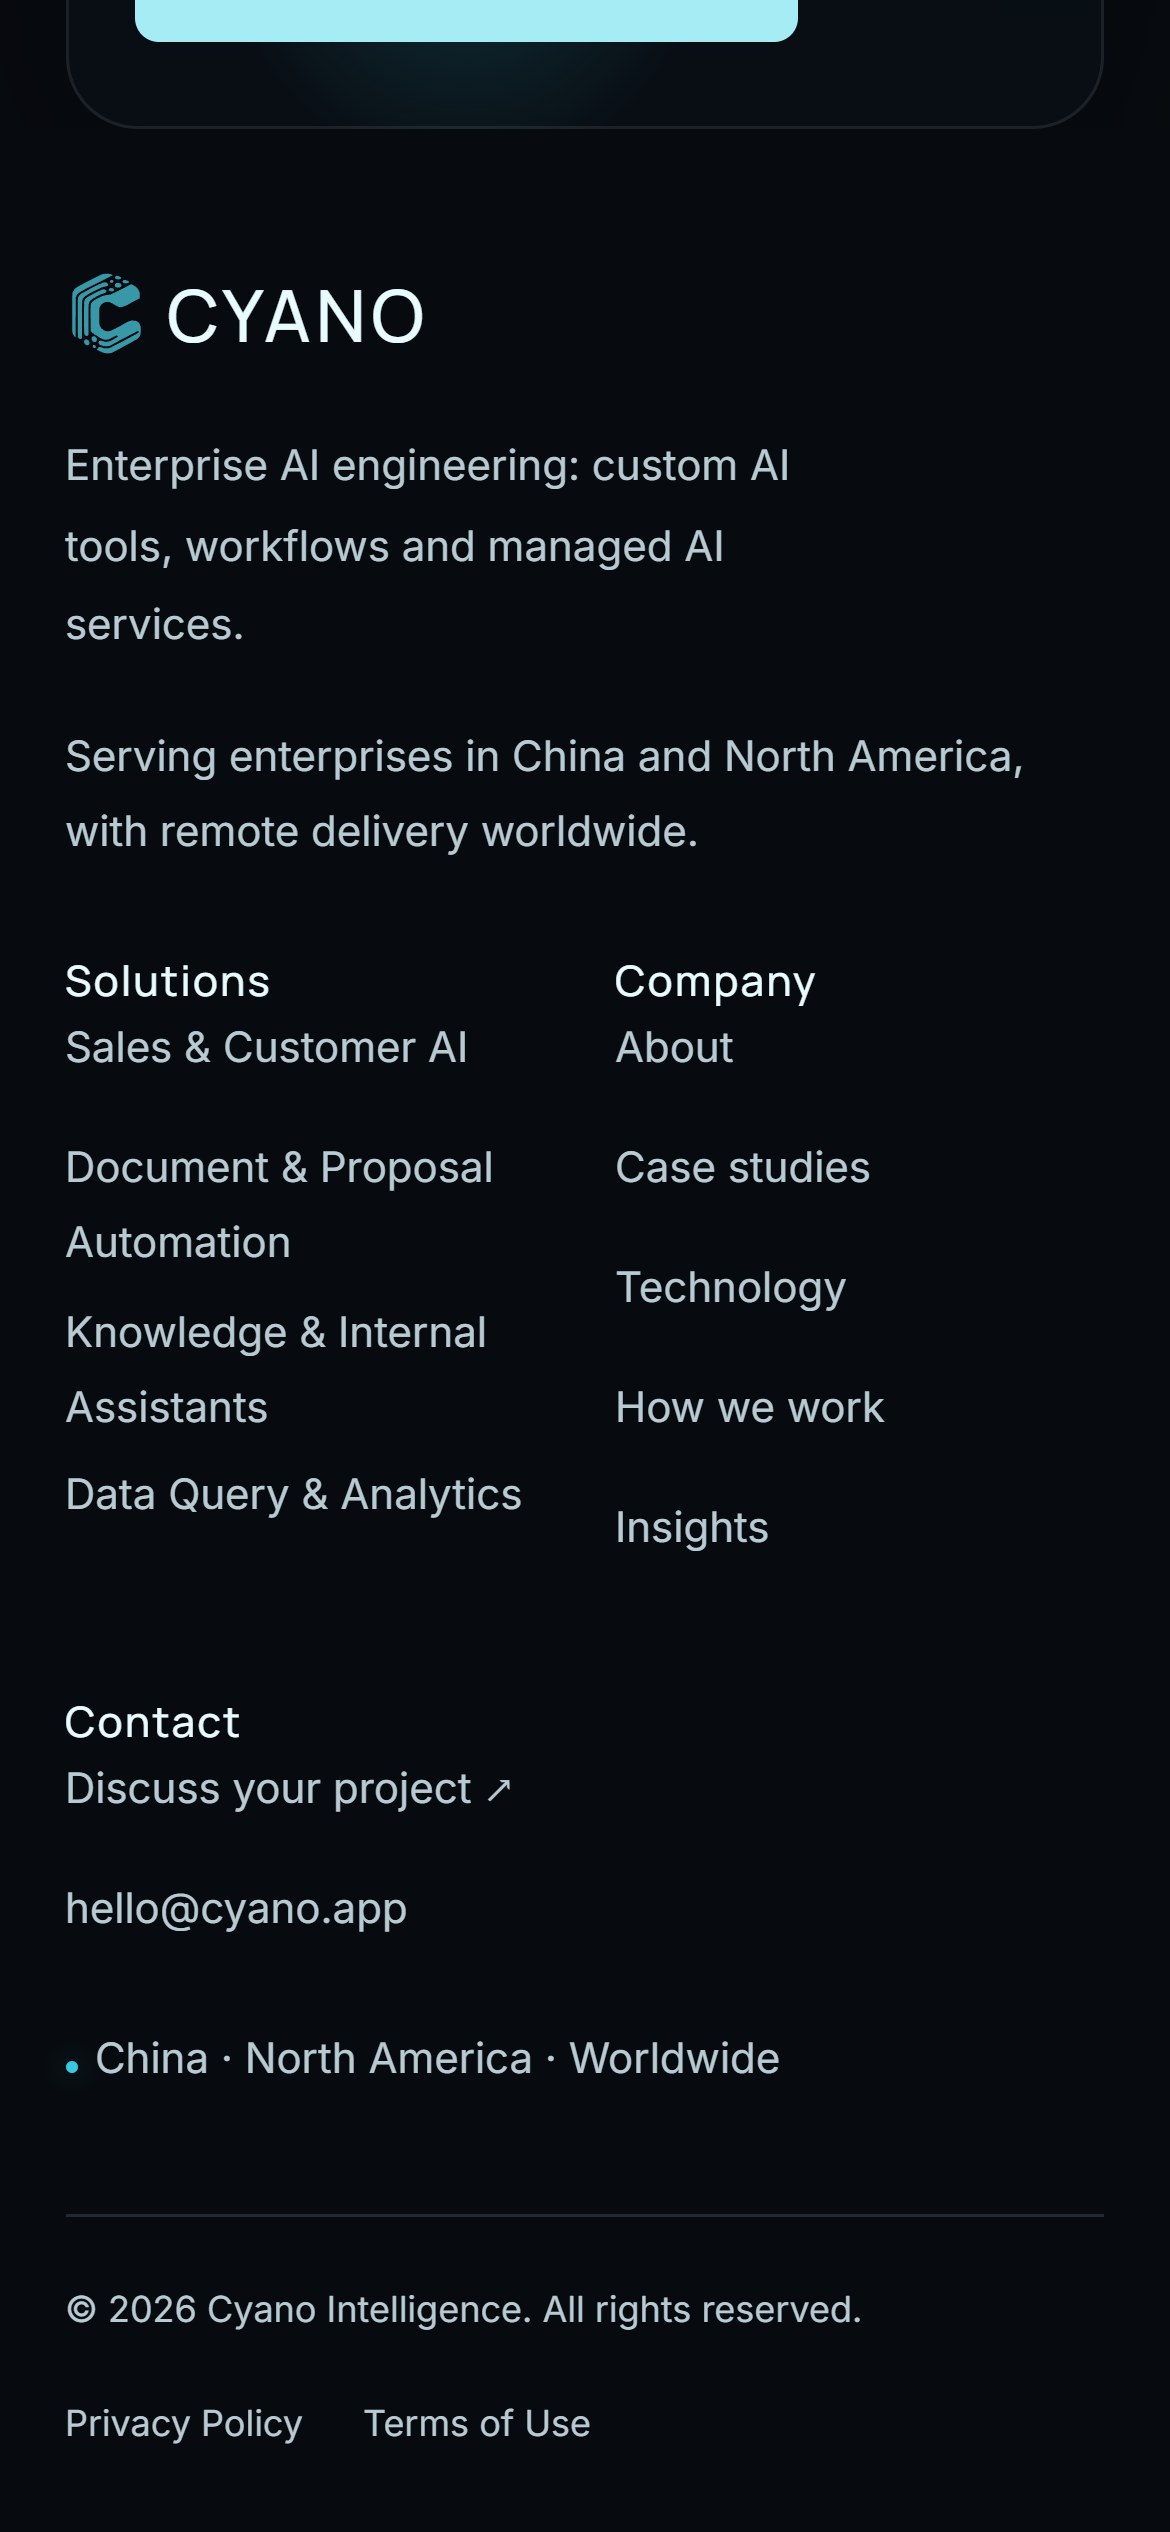 CYANO
Enterprise AI engineering: custom AI
tools, workflows and managed AI
services.
Serving enterprises in China and North America,
with remote delivery worldwide.
Solutions
Sales & Customer AI
Document & Proposal
Automation
Knowledge & Internal
Assistants
Data Query & Analytics
Company
About
Case studies
Technology
How we work
Insights
Contact
Discuss your project ↗
hello@cyano.app
China · North America · Worldwide
© 2026 Cyano Intelligence. All rights reserved.
Privacy Policy Terms of Use